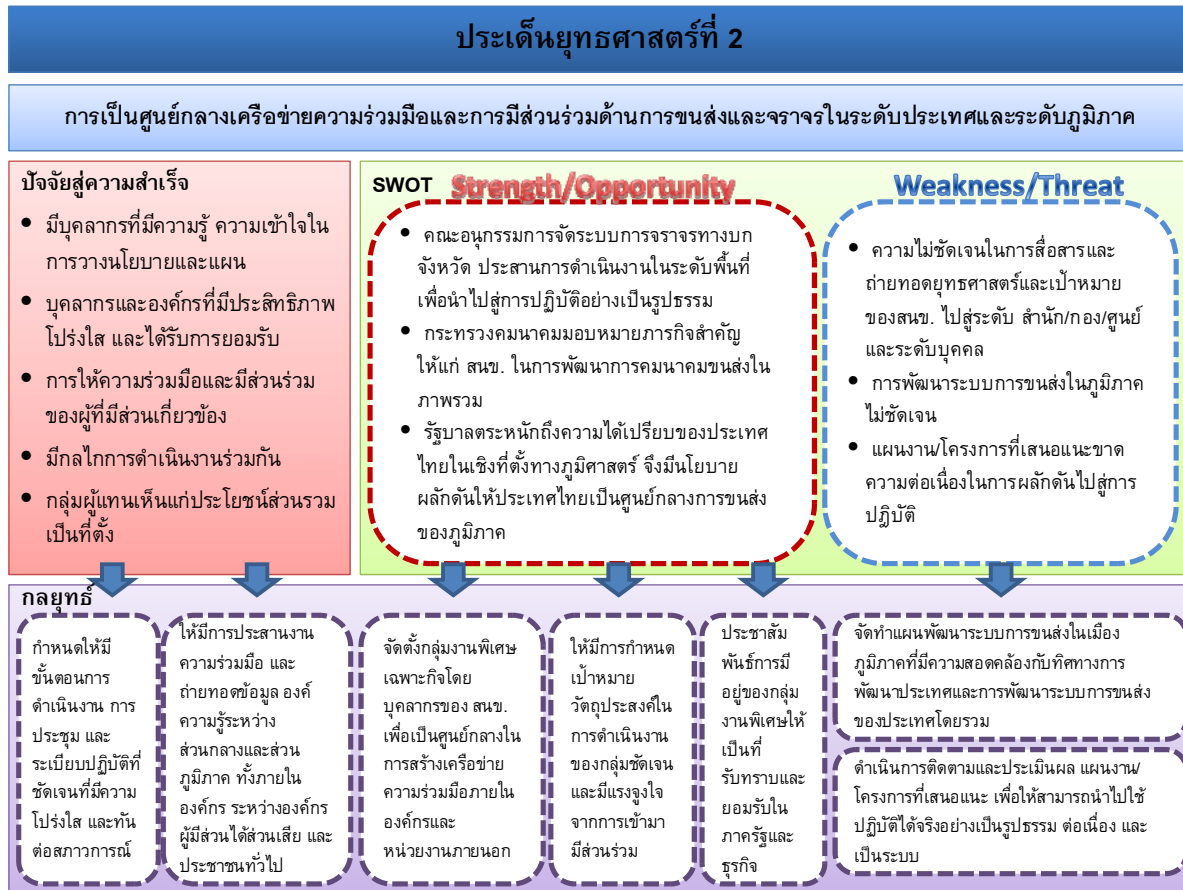 ประเด็นยุทธศาสตร์ที่ 2
การเป็นศูนย์กลางเครือข่ายความร่วมมือและการมีส่วนร่วมด้านการขนส่งและจราจรในระดับประเทศและระดับภูมิภาค
ปัจจัยสู่ความสำเร็จ
• มีบุคลากรที่มีความรู้ ความเข้าใจใน
การวางนโยบายและแผน
• บุคลากรและองค์กรที่มีประสิทธิภาพ
โปร่งใส และได้รับการยอมรับ
• การให้ความร่วมมือและมีส่วนร่วม
ของผู้ที่มีส่วนเกี่ยวข้อง
• มีกลไกการดำเนินงานร่วมกัน
• กลุ่มผู้แทนเห็นแก่ประโยชน์ส่วนรวม
เป็นที่ตั้ง
SWOT Strength/Opportunity
• คณะอนุกรรมการจัดระบบการจราจรทางบก
จังหวัด ประสานการดำเนินงานในระดับพื้นที่
เพื่อนำไปสู่การปฏิบัติอย่างเป็นรูปธรรม
• กระทรวงคมนาคมมอบหมายภารกิจสำคัญ
ให้แก่ สนข. ในการพัฒนาการคมนาคมขนส่งใน
ภาพรวม
• รัฐบาลตระหนักถึงความได้เปรียบของประเทศ
ไทยในเชิงที่ตั้งทางภูมิศาสตร์ จึงมีนโยบาย
ผลักดันให้ประเทศไทยเป็นศูนย์กลางการขนส่ง
ของภูมิภาค
Weakness/Threat
• ความไม่ชัดเจนในการสื่อสารและ
ถ่ายทอดยุทธศาสตร์และเป้าหมาย
ของสนข. ไปสู่ระดับ สำนัก/กอง/ศูนย์
และระดับบุคคล
• การพัฒนาระบบการขนส่งในภูมิภาค
ไม่ชัดเจน
• แผนงาน/โครงการที่เสนอแนะขาด
ความต่อเนื่องในการผลักดันไปสู่การ
ปฎิบัติ
กลยุทธ์
กำหนดให้มี
ขั้นตอนการ
ดำเนินงาน การ
ประชุม และ
ระเบียบปฏิบัติที่
ชัดเจนที่มีความ
โปร่งใส และทัน
ต่อสภาวการณ์
ให้มีการประสานงาน
ความร่วมมือ และ
ถ่ายทอดข้อมูล องค์
ความรู้ระหว่าง
ส่วนกลางและส่วน
ภูมิภาค ทั้งภายใน
องค์กร ระหว่างองค์กร
ผู้มีส่วนได้ส่วนเสีย และ
ประชาชนทั่วไป
จัดตั้งกลุ่มงานพิเศษ
เฉพาะกิจโดย
บุคลากรของ สนข.
เพื่อเป็นศูนย์กลางใน
การสร้างเครือข่าย
ความร่วมมือภายใน
องค์กรและ
หน่วยงานภายนอก
ให้มีการกำหนด
เป้าหมาย
วัตถุประสงค์ใน
การดำเนินงาน
ของกลุ่มชัดเจน
และมีแรงจูงใจ
จากการเข้ามา
มีส่วนร่วม
ประชาสัม
พันธ์การมี
อยู่ของกลุ่ม
งานพิเศษให้
เป็นที่
รับทราบและ
ยอมรับใน
ภาครัฐและ
ธุรกิจ
จัดทำแผนพัฒนาระบบการขนส่งในเมือง
ภูมิภาคที่มีความสอดคล้องกับทิศทางการ
พัฒนาประเทศและการพัฒนาระบบการขนส่ง
ของประเทศโดยรวม
ดำเนินการติดตามและประเมินผล แผนงาน/
โครงการที่เสนอแนะ เพื่อให้สามารถนำไปใช้
ปฏิบัติได้จริงอย่างเป็นรูปธรรม ต่อเนื่อง และ
เป็นระบบ